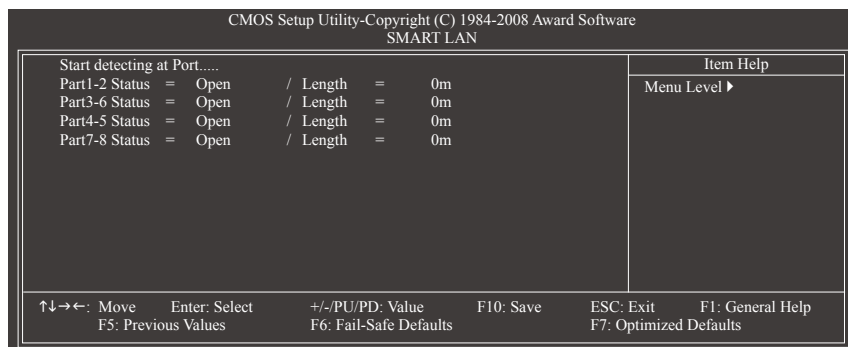 CMOS Setup Utility-Copyright (C) 1984-2008 Award Software
SMART LAN
Start detecting at Port.....
Part1-2 Status = Open / Length = 0m
Part3-6 Status = Open / Length = 0m
Part4-5 Status = Open / Length = 0m
Part7-8 Status = Open / Length = 0m
Item Help
Menu Level
↑↓→←: Move Enter: Select +/-/PU/PD: Value F10: Save ESC: Exit F1: General Help
F5: Previous Values F6: Fail-Safe Defaults F7: Optimized Defaults